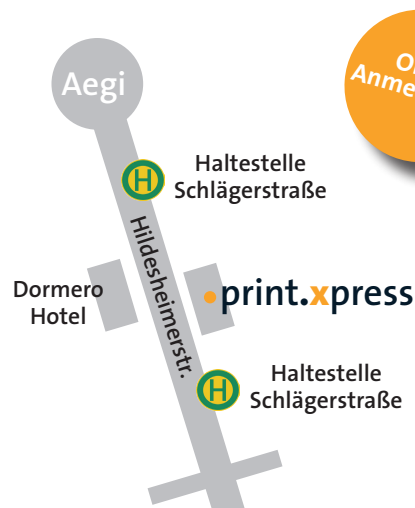 Aegi
Haltestelle
Schlägerstraße
H
Hildesheimerstr.
Dormero
Hotel
print.xpress
H
Haltestelle
Schlägerstraße